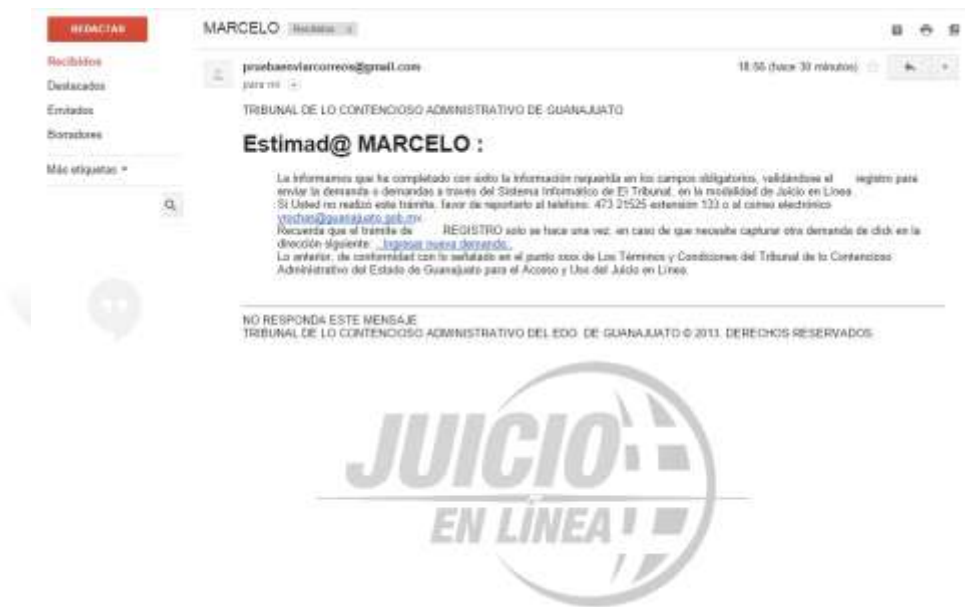 REDACTAR
MARCELO Recibidos x
Recibidos
Destacados
Enviados
Borradores
Más etiquetas
pruebaenviarcorreos@gmail.com
18:56 (hace 30 minutos)
para mí
TRIBUNAL DE LO CONTENCIOSO ADMINISTRATIVO DE GUANAJUATO
Estimad@ MARCELO :
Le Informamos que ha completado con éxito la información requerida en los campos obligatorios, validándose el registro para
enviar la demanda o demandas a través del Sistema Informático de El Tribunal, en la modalidad de Juicio en Línea.
Si Usted no realizó este trámite, favor de reportarlo al teléfono: 473 21525 extensión 133 o al correo electrónico
vrochas@guanajuato.gob.mx
Recuerda que el trámite de REGISTRO solo se hace una vez, en caso de que necesite capturar otra demanda de click en la
dirección siguiente: Ingresar nueva demanda.
Lo anterior, de conformidad con lo señalado en el punto xxxx de Los Términos y Condiciones del Tribunal de lo Contencioso
Administrativo del Estado de Guanajuato para el Acceso y Uso del Juicio en Línea.
NO RESPONDA ESTE MENSAJE
TRIBUNAL DE LO CONTENCIOSO ADMINISTRATIVO DEL EDO. DE GUANAJUATO © 2013. DERECHOS RESERVADOS
JUICIO
EN LÍNEA